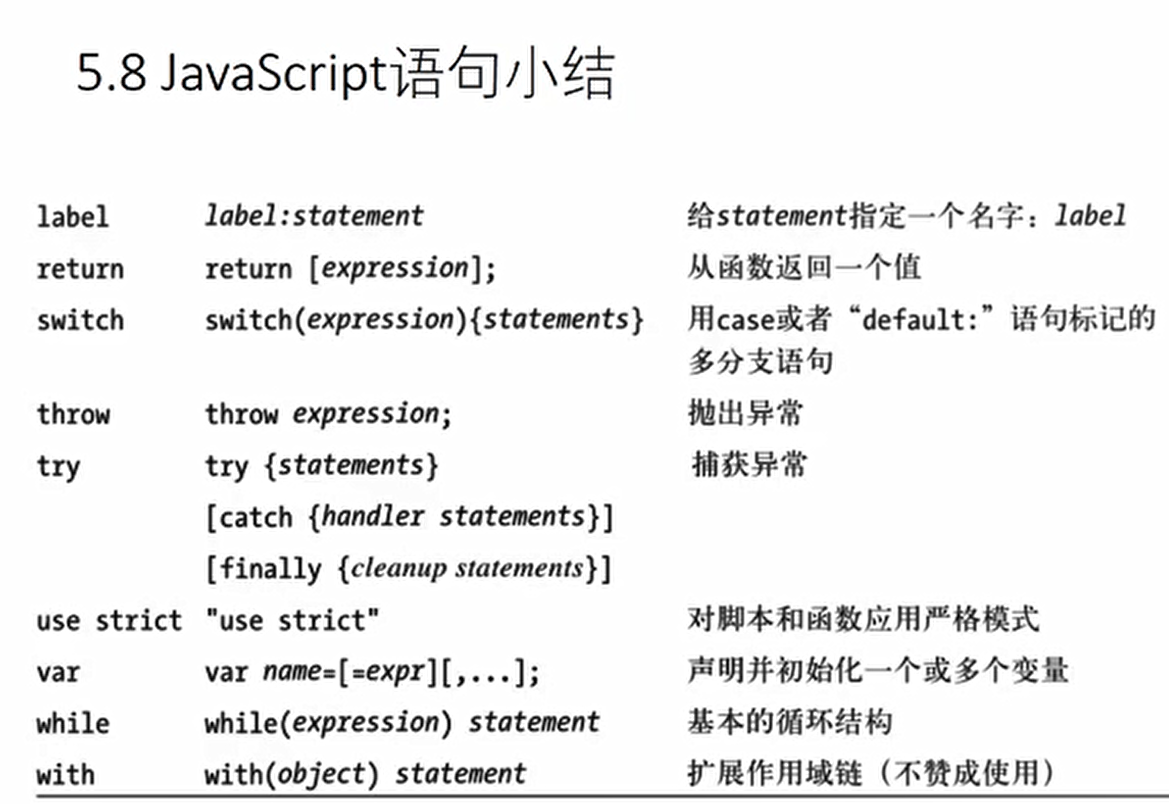 5.8 JavaScript语句小结
label label:statement 给statement指定一个名字：label
return return [expression]; 从函数返回一个值
switch switch(expression){statements} 用case或者“default:”语句标记的
多分支语句
throw throw expression; 抛出异常
try try {statements} 捕获异常
[catch {handler statements}]
[finally {cleanup statements}]
use strict "use strict" 对脚本和函数应用严格模式
var var name=[=expr][,...]; 声明并初始化一个或多个变量
while while(expression) statement 基本的循环结构
with with(object) statement 扩展作用域链（不赞成使用）